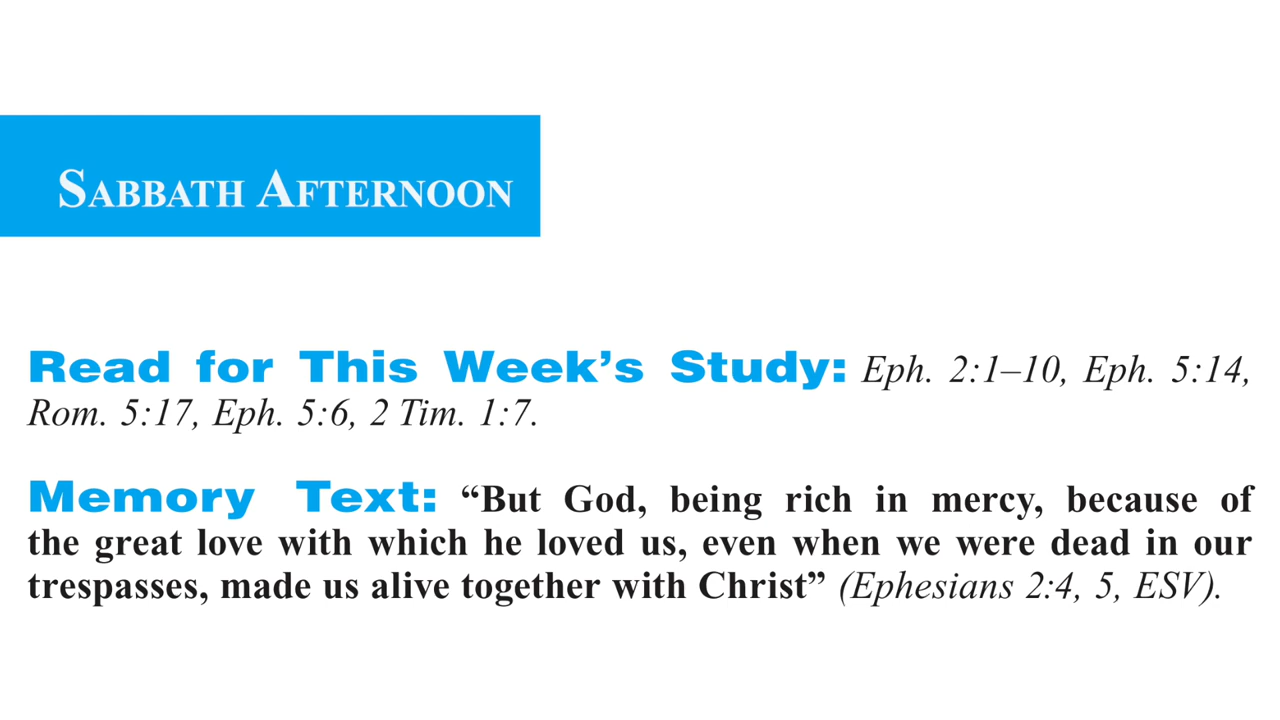 SABBATH AFTERNOON
Read for This Week’s Study: Eph. 2:1–10, Eph. 5:14,
Rom. 5:17, Eph. 5:6, 2 Tim. 1:7.
Memory Text: “But God, being rich in mercy, because of
the great love with which he loved us, even when we were dead in our
trespasses, made us alive together with Christ” (Ephesians 2:4, 5, ESV).